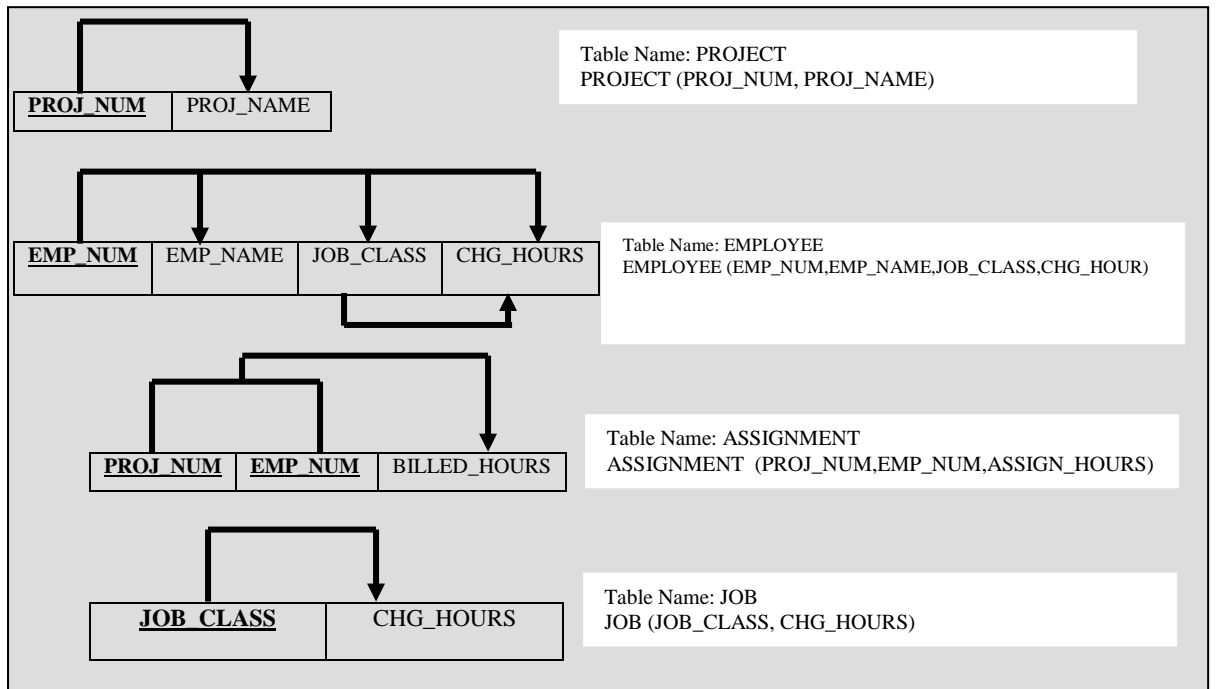 Table Name: PROJECT
PROJECT (PROJ_NUM, PROJ_NAME)
PROJ_NUM PROJ_NAME
EMP_NUM EMP_NAME JOB_CLASS CHG_HOURS
Table Name: EMPLOYEE
EMPLOYEE (EMP_NUM,EMP_NAME,JOB_CLASS,CHG_HOUR)
PROJ_NUM EMP_NUM BILLED_HOURS
Table Name: ASSIGNMENT
ASSIGNMENT (PROJ_NUM,EMP_NUM,ASSIGN_HOURS)
JOB_CLASS CHG_HOURS
Table Name: JOB
JOB (JOB_CLASS, CHG_HOURS)